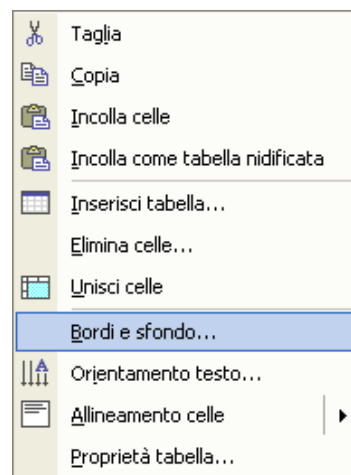 Taglia
Copia
Incolla celle
Incolla come tabella nidificata
Inserisci tabella...
Elimina celle...
Unisci celle
Bordi e sfondo...
Orientamento testo...
Allineamento celle
Proprietà tabella...